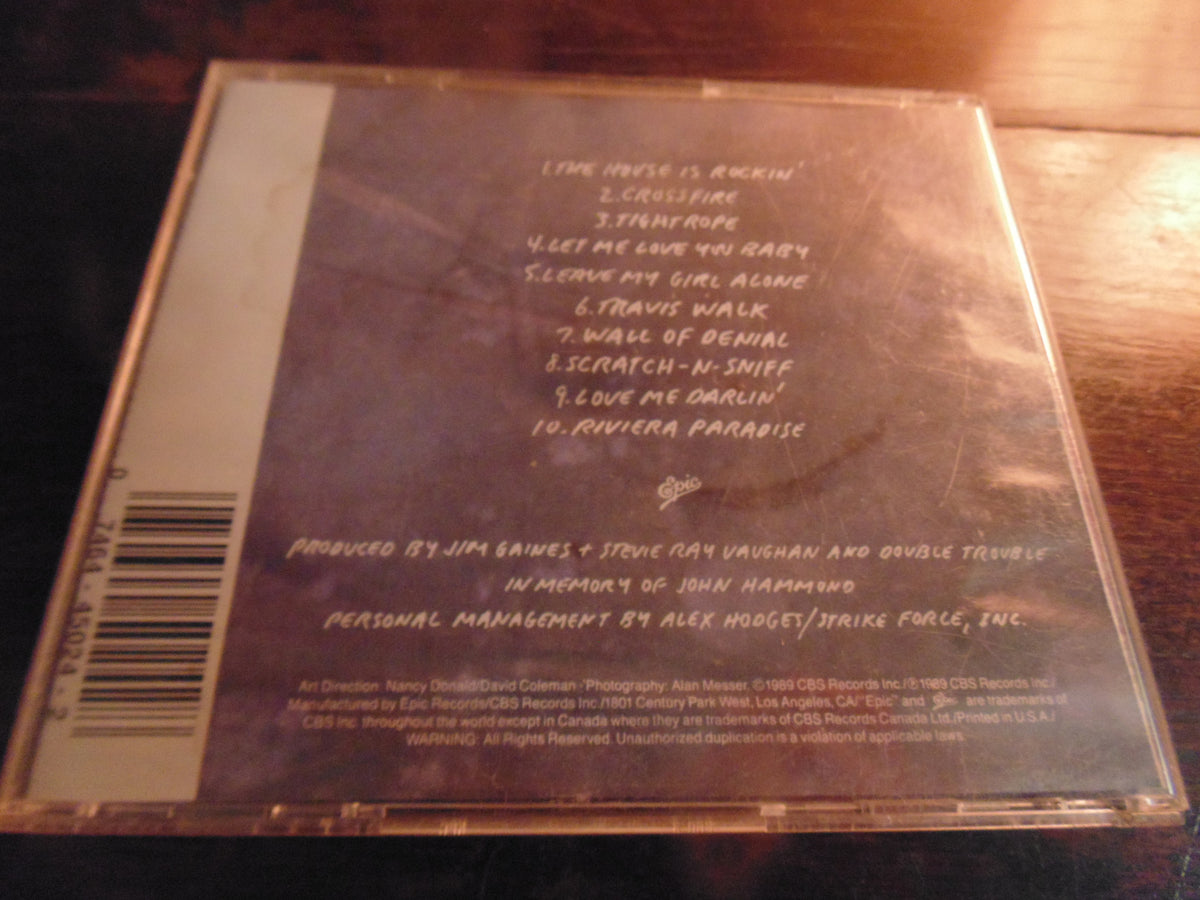 1. THE HOUSE IS ROCKIN'
2. CROSSFIRE
3. TIGHTROPE
4. LET ME LOVE YOU BABY
5. LEAVE MY GIRL ALONE
6. TRAVIS WALK
7. WALL OF DENIAL
8. SCRATCH-N-SNIFF
9. LOVE ME DARLIN'
10. RIVIERA PARADISE
Epic
PRODUCED BY JIM GAINES + STEVIE RAY VAUGHAN AND DOUBLE TROUBLE
IN MEMORY OF JOHN HAMMOND
PERSONAL MANAGEMENT BY ALEX HODGES/STRIKE FORCE, INC.
Art Direction: Nancy Donald/David Coleman · Photography: Alan Messer. ©1989 CBS Records Inc./℗1989 CBS Records Inc./
Manufactured by Epic Records/CBS Records Inc./1801 Century Park West, Los Angeles, CA/ "Epic" and Epic are trademarks of
CBS Inc. throughout the world except in Canada where they are trademarks of CBS Records Canada Ltd./Printed in U.S.A./
WARNING: All Rights Reserved. Unauthorized duplication is a violation of applicable laws.
0 7464-45024-2